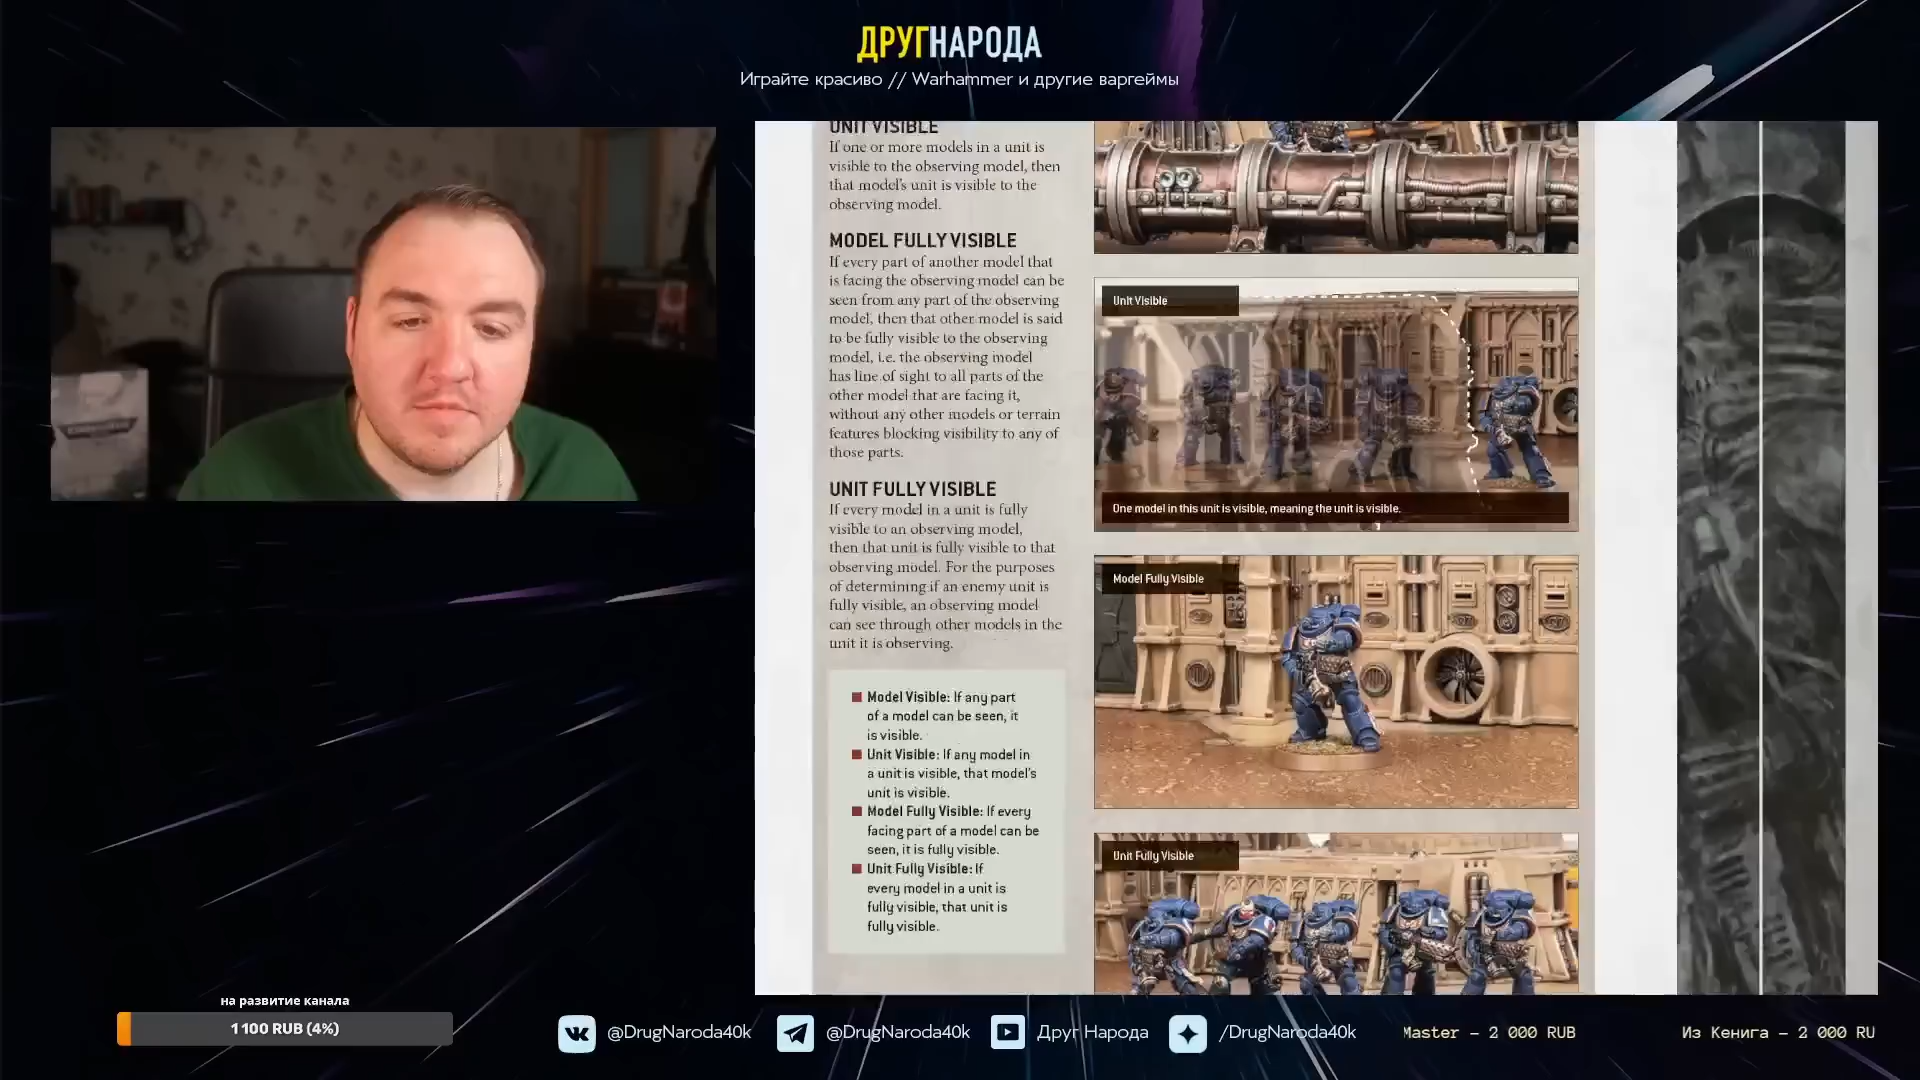 ДРУГНАРОДА
Играйте красиво // Warhammer и другие варгеймы
UNIT VISIBLE
If one or more models in a unit is
visible to the observing model, then
that model's unit is visible to the
observing model.
MODEL FULLY VISIBLE
If every part of another model that
is facing the observing model can be
seen from any part of the observing
model, then that other model is said
to be fully visible to the observing
model, i.e. the observing model
has line of sight to all parts of the
other model that are facing it,
without any other models or terrain
features blocking visibility to any of
those parts.
UNIT FULLY VISIBLE
If every model in a unit is fully
visible to an observing model,
then that unit is fully visible to that
observing model. For the purposes
of determining if an enemy unit is
fully visible, an observing model
can see through other models in the
unit it is observing.
Model Visible: If any part
of a model can be seen, it
is visible.
Unit Visible: If any model in
a unit is visible, that model's
unit is visible.
Model Fully Visible: If every
facing part of a model can be
seen, it is fully visible.
Unit Fully Visible: If
every model in a unit is
fully visible, that unit is
fully visible.
Unit Visible
One model in this unit is visible, meaning the unit is visible.
Model Fully Visible
Unit Fully Visible
на развитие канала
1 100 RUB (4%)
@DrugNaroda40k
@DrugNaroda40k
Друг Народа
/DrugNaroda40k
Master – 2 000 RUB
Из Кенига – 2 000 RU